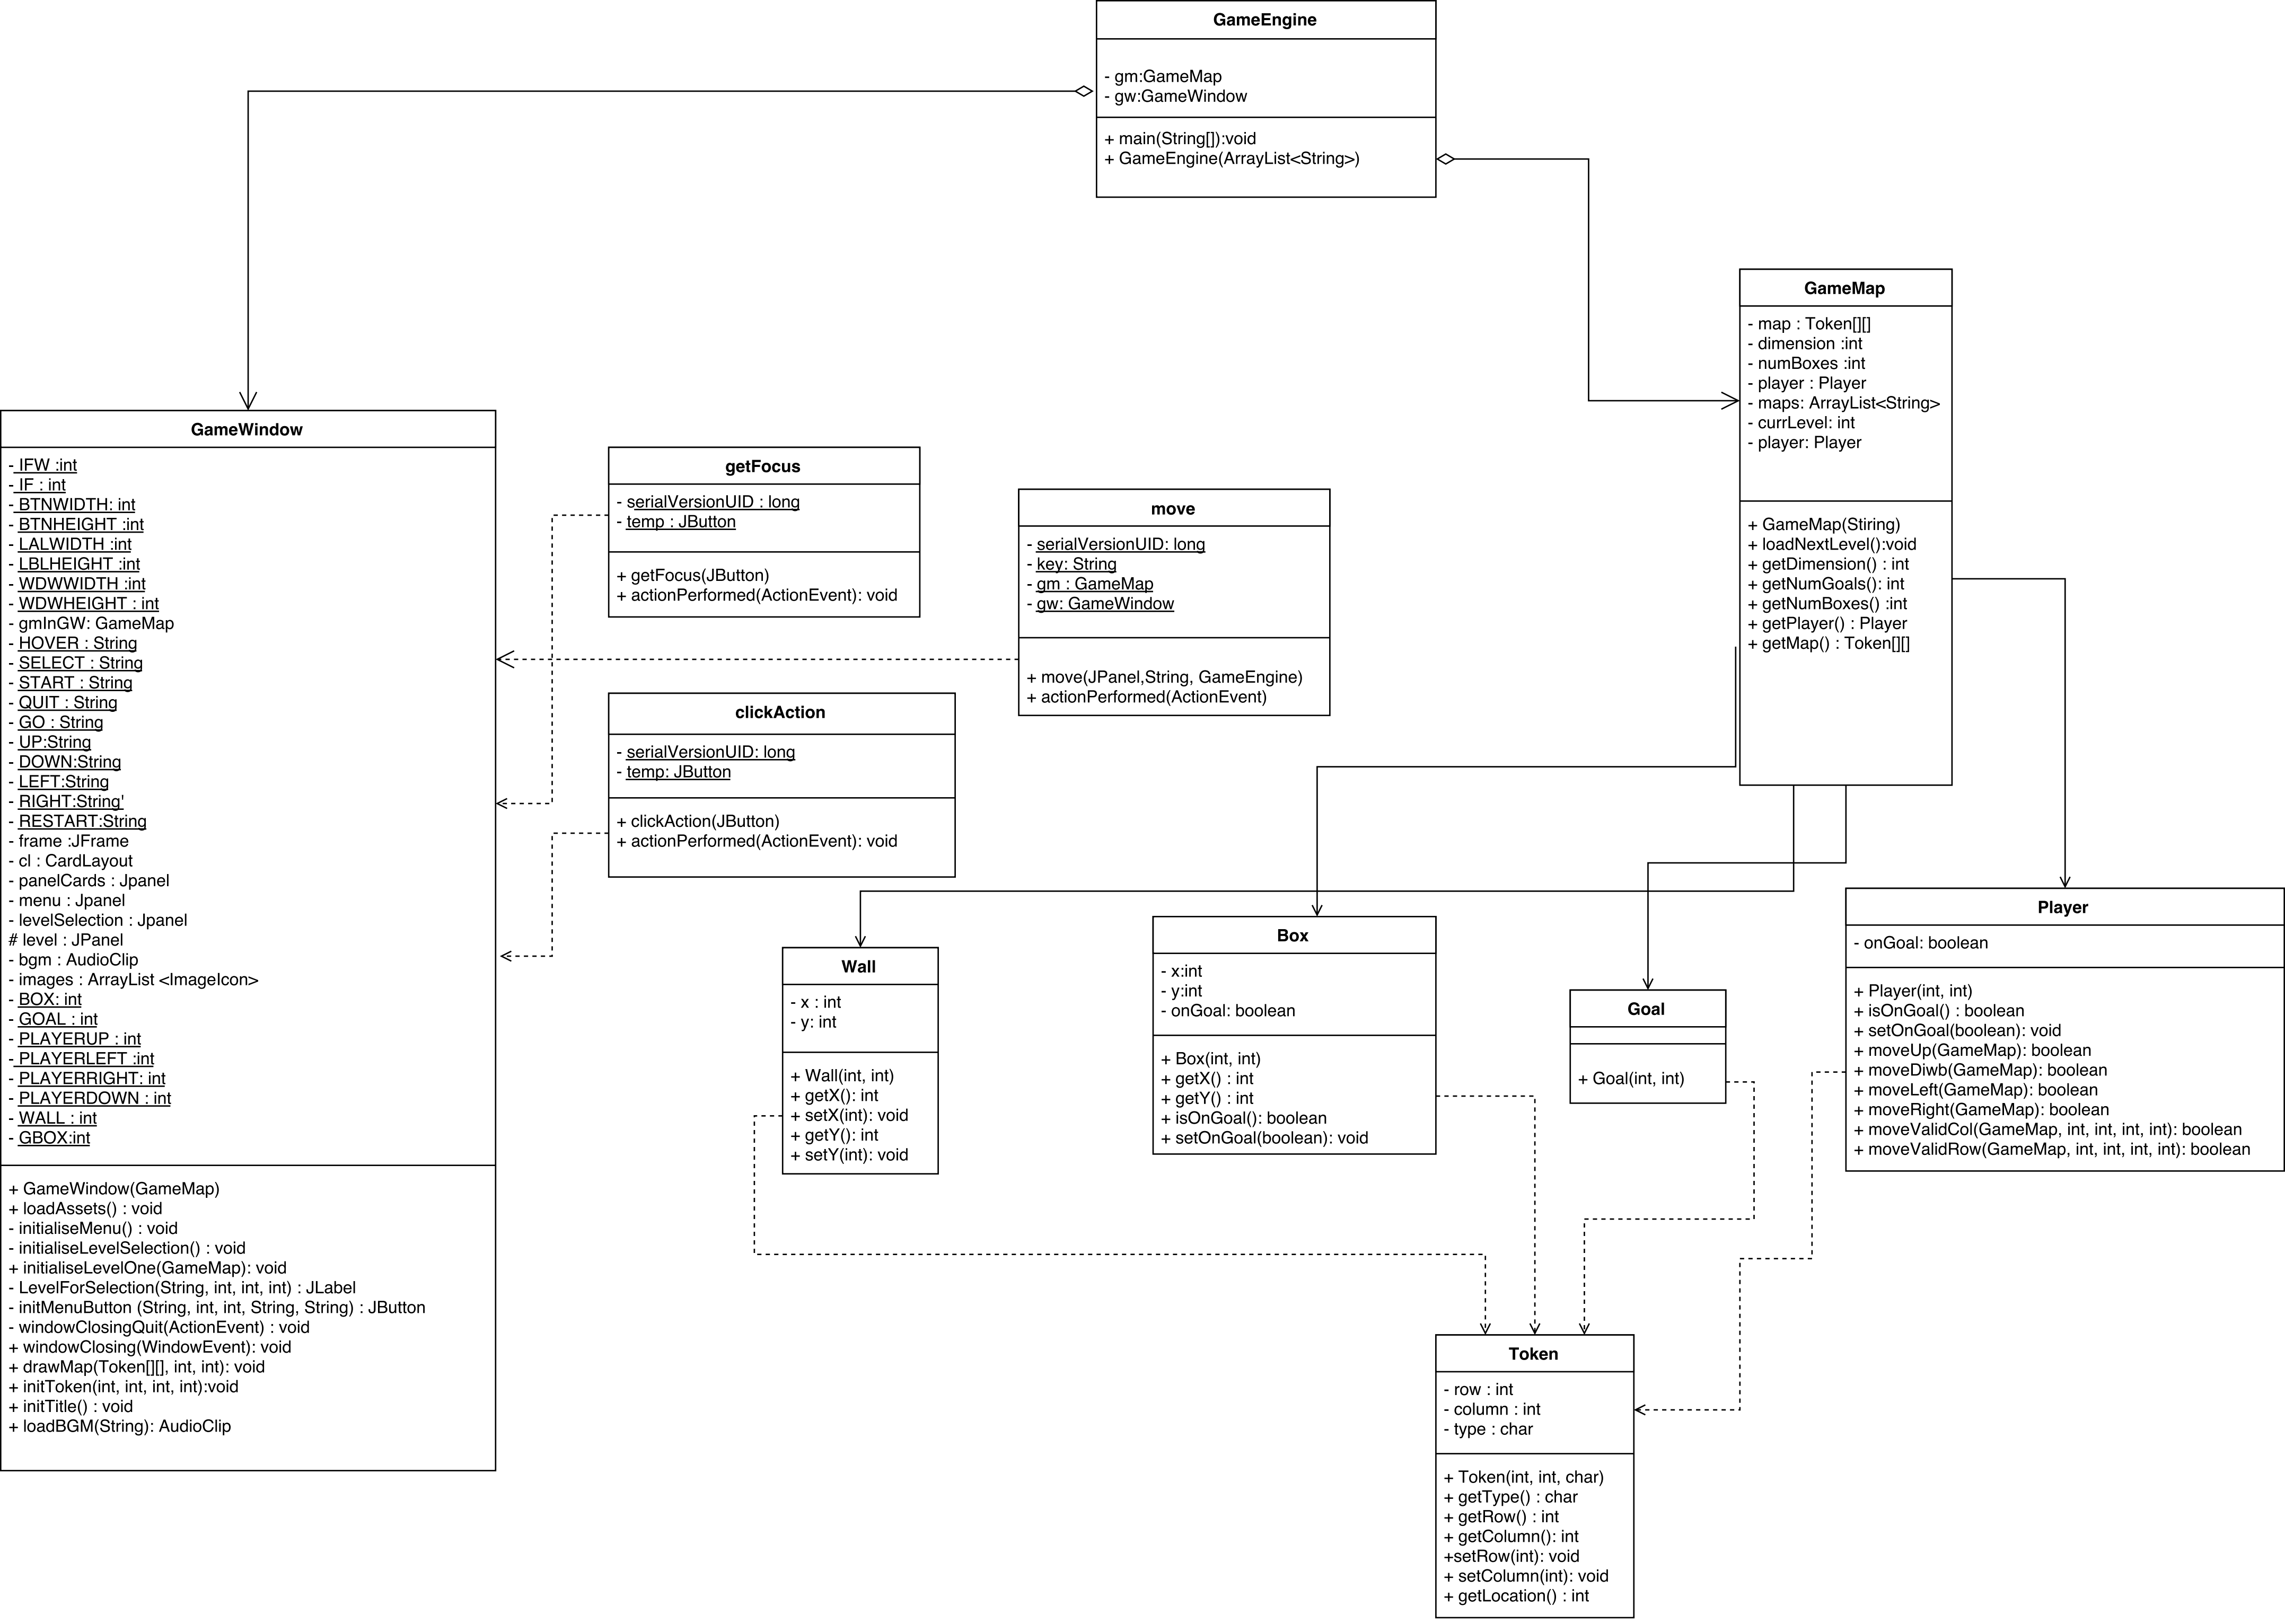 GameEngine
- gm:GameMap
- gw:GameWindow
+ main(String[]):void
+ GameEngine(ArrayList<String>)
GameMap
- map : Token[][]
- dimension :int
- numBoxes :int
- player : Player
- maps: ArrayList<String>
- currLevel: int
- player: Player
+ GameMap(Stiring)
+ loadNextLevel():void
+ getDimension() : int
+ getNumGoals(): int
+ getNumBoxes() :int
+ getPlayer() : Player
+ getMap() : Token[][]
GameWindow
- IFW :int
- IF : int
- BTNWIDTH: int
- BTNHEIGHT :int
- LALWIDTH :int
- LBLHEIGHT :int
- WDWWIDTH :int
- WDWHEIGHT : int
- gmInGW: GameMap
- HOVER : String
- SELECT : String
- START : String
- QUIT : String
- GO : String
- UP:String
- DOWN:String
- LEFT:String
- RIGHT:String'
- RESTART:String
- frame :JFrame
- cl : CardLayout
- panelCards : Jpanel
- menu : Jpanel
- levelSelection : Jpanel
# level : JPanel
- bgm : AudioClip
- images : ArrayList <ImageIcon>
- BOX: int
- GOAL : int
- PLAYERUP : int
- PLAYERLEFT :int
- PLAYERRIGHT: int
- PLAYERDOWN : int
- WALL : int
- GBOX:int
+ GameWindow(GameMap)
+ loadAssets() : void
- initialiseMenu() : void
- initialiseLevelSelection() : void
+ initialiseLevelOne(GameMap): void
- LevelForSelection(String, int, int, int) : JLabel
- initMenuButton (String, int, int, String, String) : JButton
- windowClosingQuit(ActionEvent) : void
+ windowClosing(WindowEvent): void
+ drawMap(Token[][], int, int): void
+ initToken(int, int, int, int):void
+ initTitle() : void
+ loadBGM(String): AudioClip
getFocus
- serialVersionUID : long
- temp : JButton
+ getFocus(JButton)
+ actionPerformed(ActionEvent): void
move
- serialVersionUID: long
- key: String
- gm : GameMap
- gw: GameWindow
+ move(JPanel,String, GameEngine)
+ actionPerformed(ActionEvent)
clickAction
- serialVersionUID: long
- temp: JButton
+ clickAction(JButton)
+ actionPerformed(ActionEvent): void
Wall
- x : int
- y: int
+ Wall(int, int)
+ getX(): int
+ setX(int): void
+ getY(): int
+ setY(int): void
Box
- x:int
- y:int
- onGoal: boolean
+ Box(int, int)
+ getX() : int
+ getY() : int
+ isOnGoal(): boolean
+ setOnGoal(boolean): void
Goal
+ Goal(int, int)
Player
- onGoal: boolean
+ Player(int, int)
+ isOnGoal() : boolean
+ setOnGoal(boolean): void
+ moveUp(GameMap): boolean
+ moveDiwb(GameMap): boolean
+ moveLeft(GameMap): boolean
+ moveRight(GameMap): boolean
+ moveValidCol(GameMap, int, int, int, int): boolean
+ moveValidRow(GameMap, int, int, int, int): boolean
Token
- row : int
- column : int
- type : char
+ Token(int, int, char)
+ getType() : char
+ getRow() : int
+ getColumn(): int
+setRow(int): void
+ setColumn(int): void
+ getLocation() : int